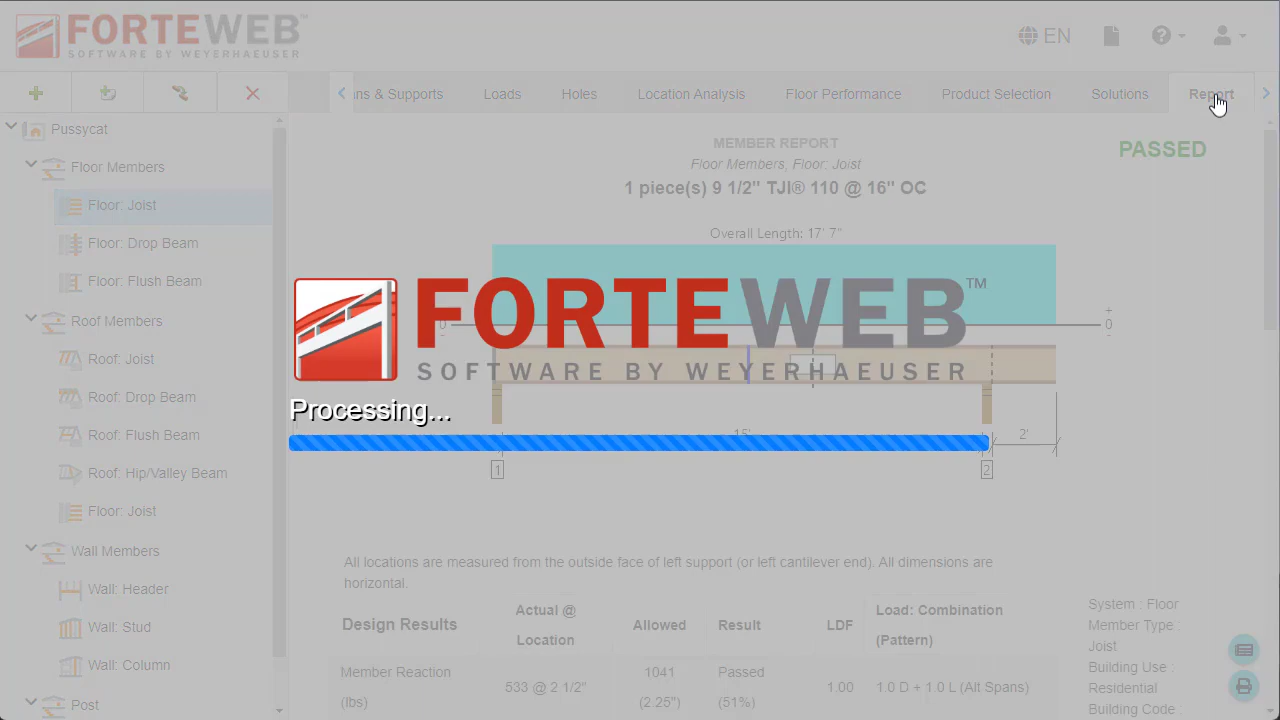 FORTEWEB™
SOFTWARE BY WEYERHAEUSER
EN
ns & Supports
Loads
Holes
Location Analysis
Floor Performance
Product Selection
Solutions
Report
Pussycat
Floor Members
Floor: Joist
Floor: Drop Beam
Floor: Flush Beam
Roof Members
Roof: Joist
Roof: Drop Beam
Roof: Flush Beam
Roof: Hip/Valley Beam
Floor: Joist
Wall Members
Wall: Header
Wall: Stud
Wall: Column
Post
MEMBER REPORT
PASSED
Floor Members, Floor: Joist
1 piece(s) 9 1/2" TJI® 110 @ 16" OC
Overall Length: 17' 7"
+
0
-
0
-
FORTEWEB™
SOFTWARE BY WEYERHAEUSER
Processing...
15'
2'
1
2
All locations are measured from the outside face of left support (or left cantilever end). All dimensions are
horizontal.
Design Results
Actual @
Location
Allowed
Result
LDF
Load: Combination
(Pattern)
Member Reaction
(lbs)
533 @ 2 1/2"
1041
(2.25")
Passed
(51%)
1.00
1.0 D + 1.0 L (Alt Spans)
System : Floor
Member Type :
Joist
Building Use :
Residential
Building Code :